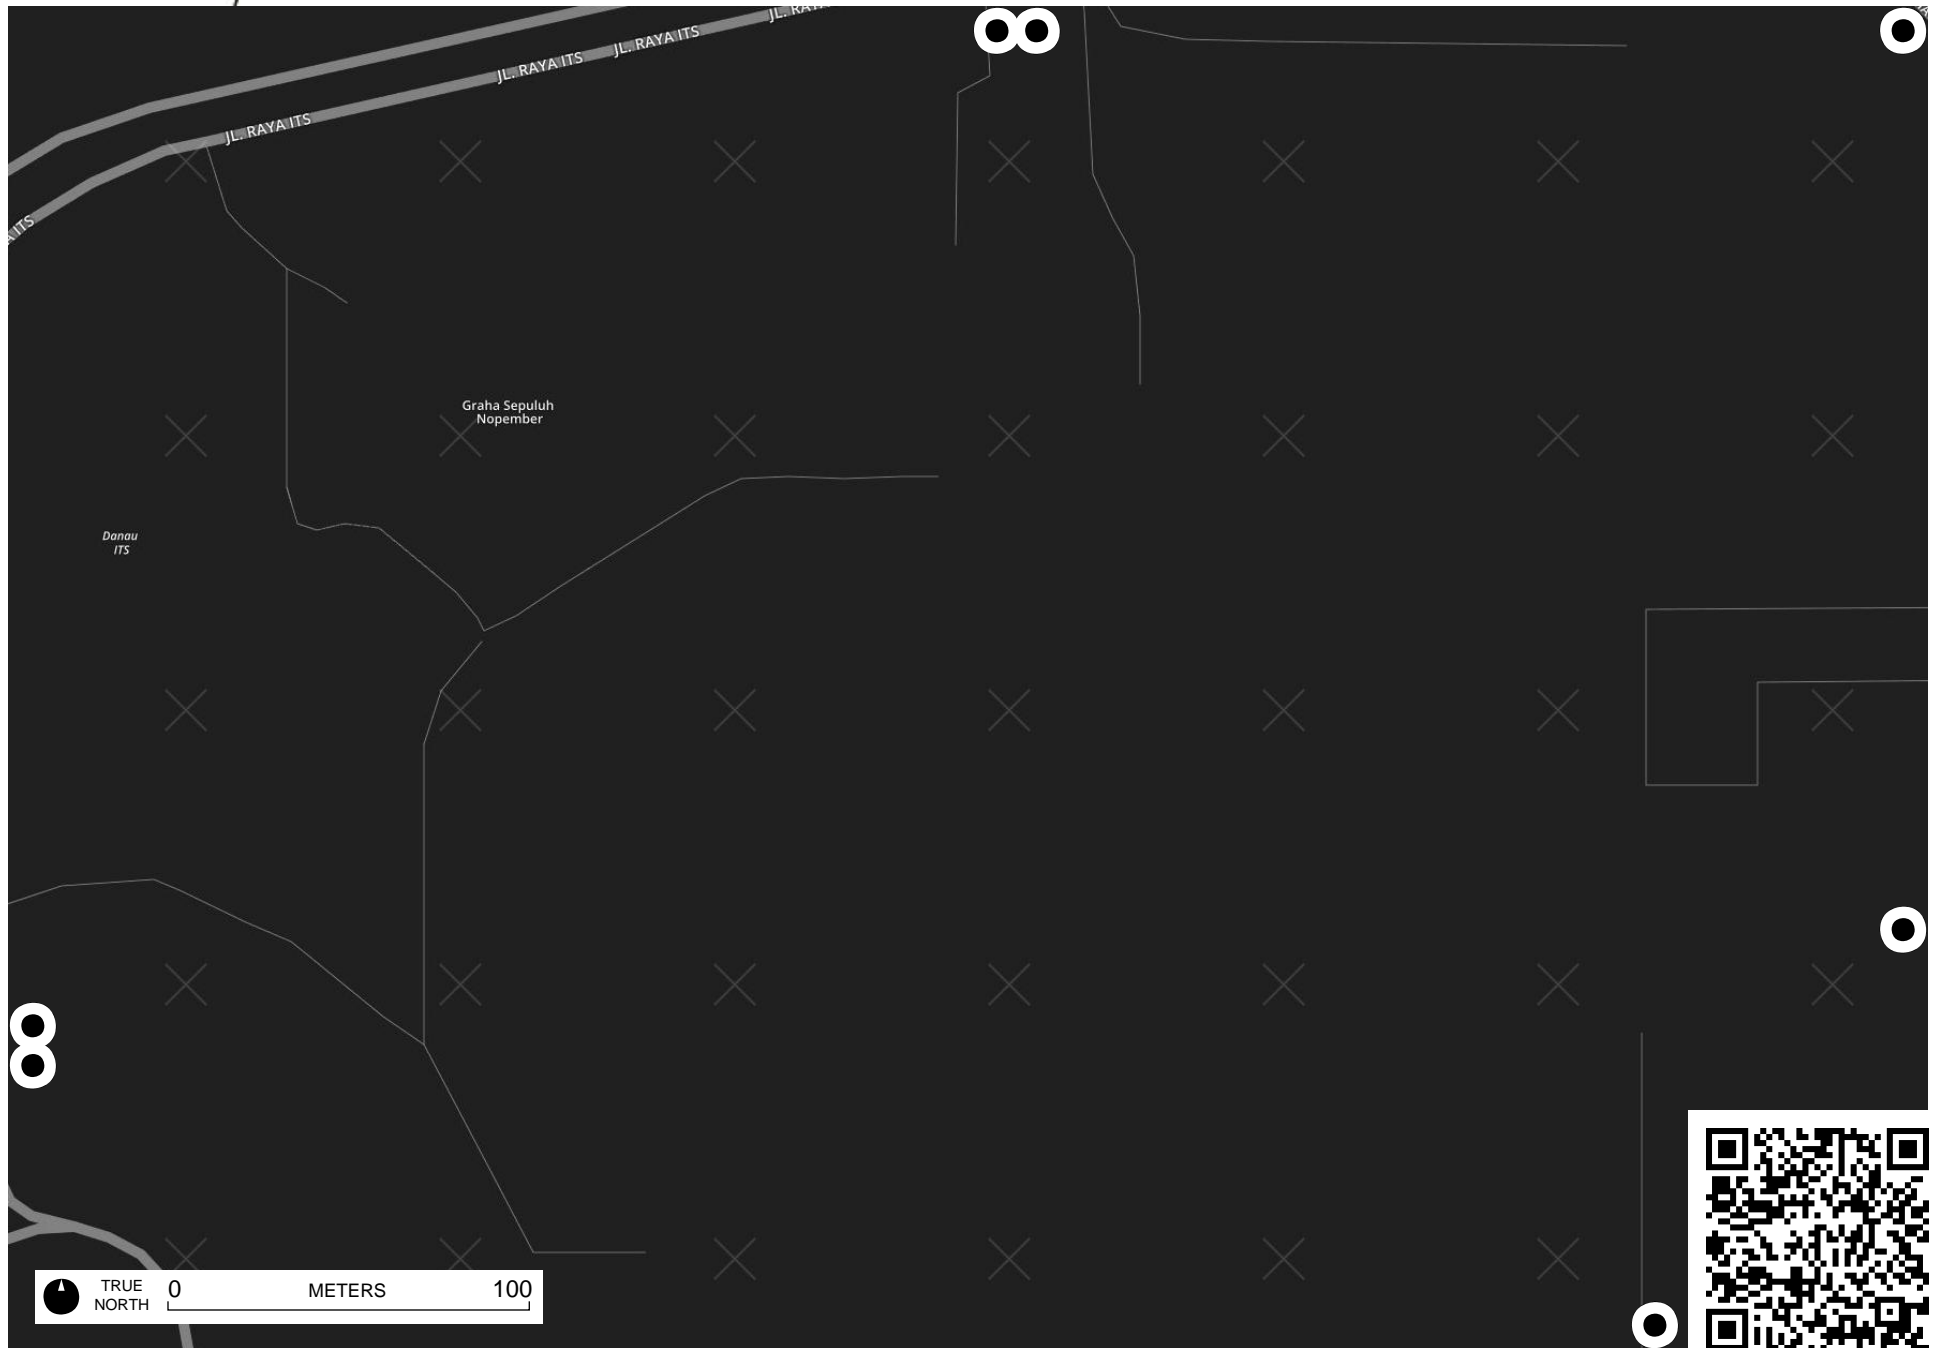 JL. RAYA ITS
JL. RAYA ITS
JL. RAYA ITS
ITS
Graha Sepuluh
Nopember
Danau
ITS
TRUE
NORTH
0 METERS 100